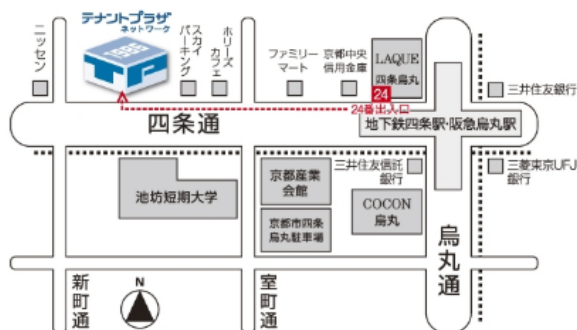 テナントプラザ
ネットワーク
1986
TP
ニッセン
スカイ
パーキング
ホリーズ
カフェ
ファミリー
マート
京都中央
信用金庫
LAQUE
四条烏丸
24
24番出入口
三井住友銀行
四条通
地下鉄四条駅・阪急烏丸駅
池坊短期大学
京都産業
会館
三井住友信託
銀行
三菱東京UFJ
銀行
京都市四条
烏丸駐車場
COCON
烏丸
烏丸通
新町通
N
室町通